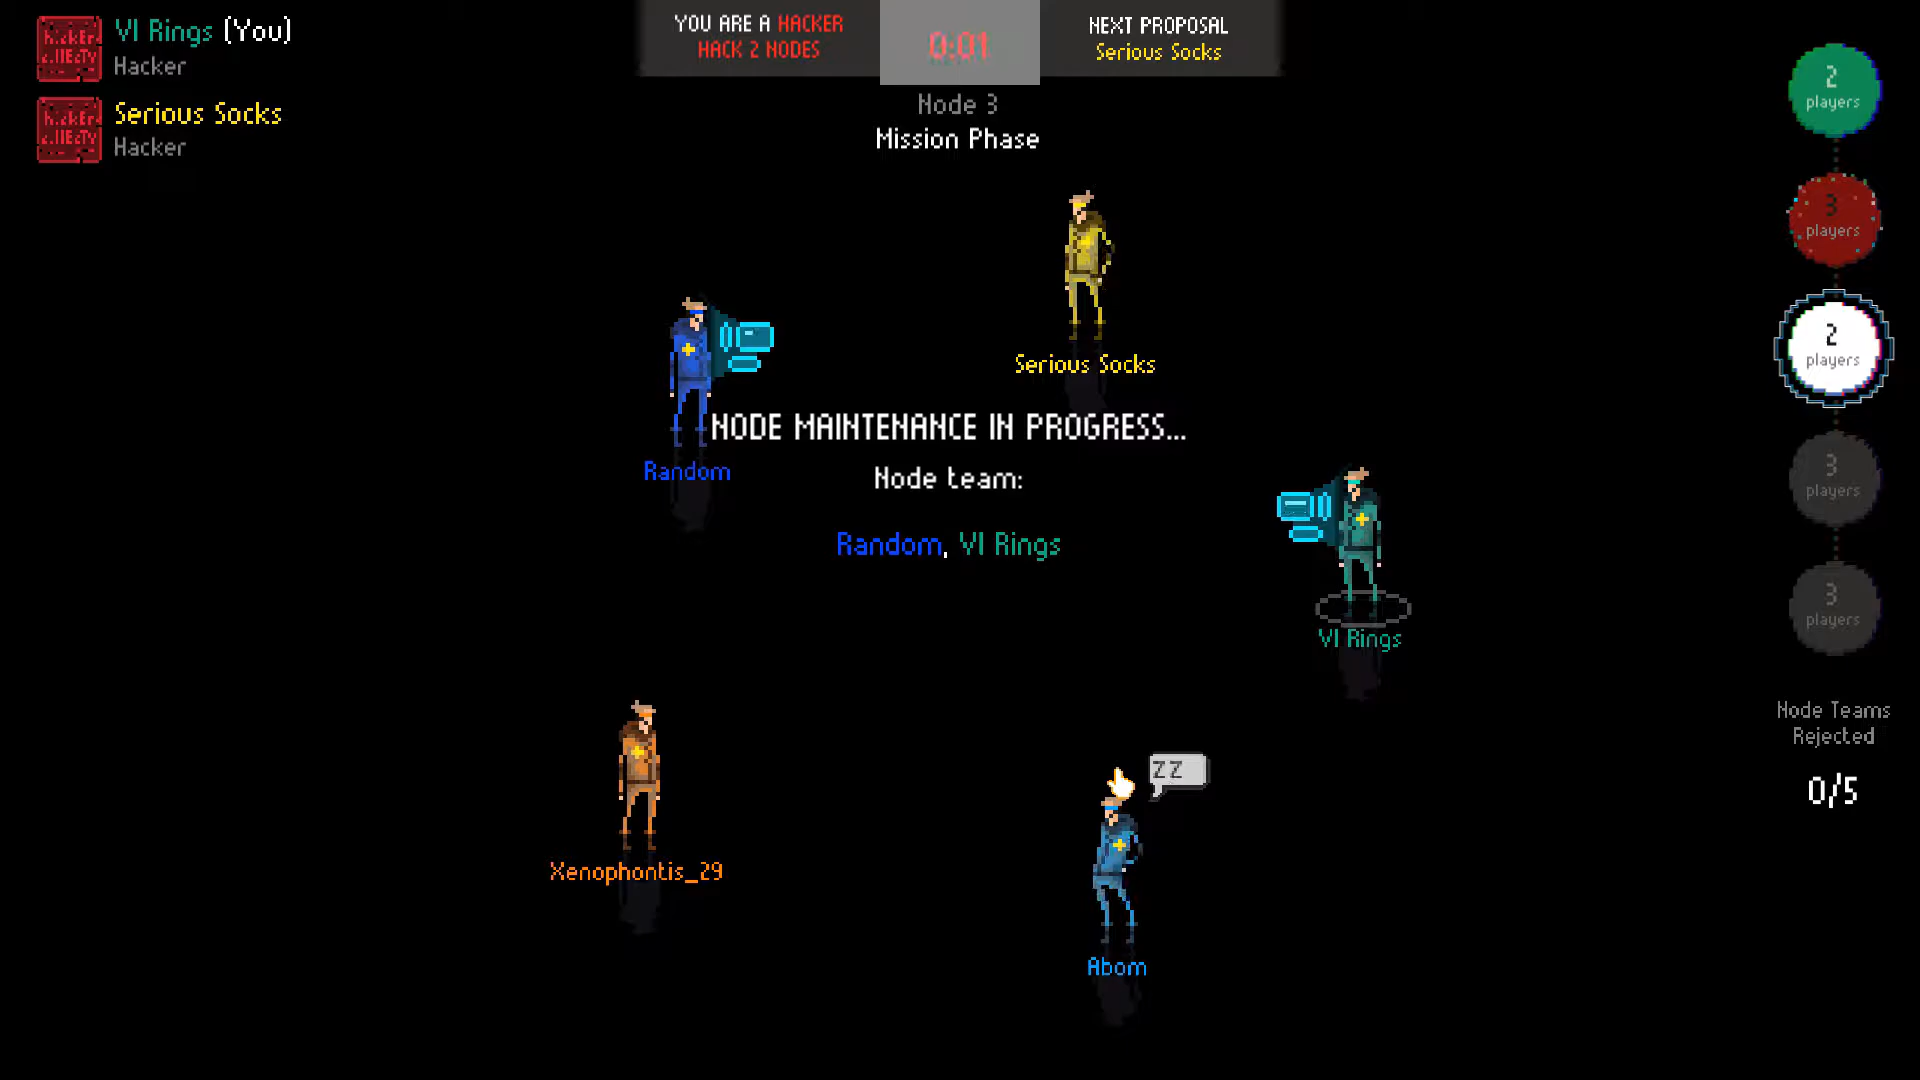 VI Rings (You)
Hacker
Serious Socks
Hacker
YOU ARE A HACKER
HACK 2 NODES
0:01
NEXT PROPOSAL
Serious Socks
Node 3
Mission Phase
Serious Socks
Random
NODE MAINTENANCE IN PROGRESS...
Node team:
Random, VI Rings
VI Rings
Xenophontis_29
ZZ
Abom
2
players
3
players
2
players
3
players
3
players
Node Teams
Rejected
0/5